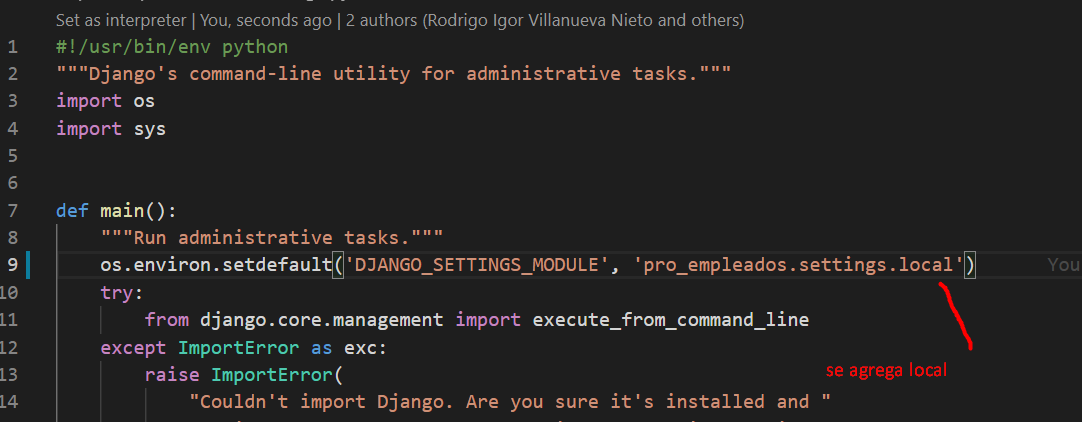 Set as interpreter | You, seconds ago | 2 authors (Rodrigo Igor Villanueva Nieto and others)
1 #!/usr/bin/env python
2 """Django's command-line utility for administrative tasks."""
3 import os
4 import sys
5
6
7 def main():
8 """Run administrative tasks."""
9 os.environ.setdefault('DJANGO_SETTINGS_MODULE', 'pro_empleados.settings.local') You
10 try:
11 from django.core.management import execute_from_command_line
12 except ImportError as exc:
13 raise ImportError(
se agrega local
14 "Couldn't import Django. Are you sure it's installed and "